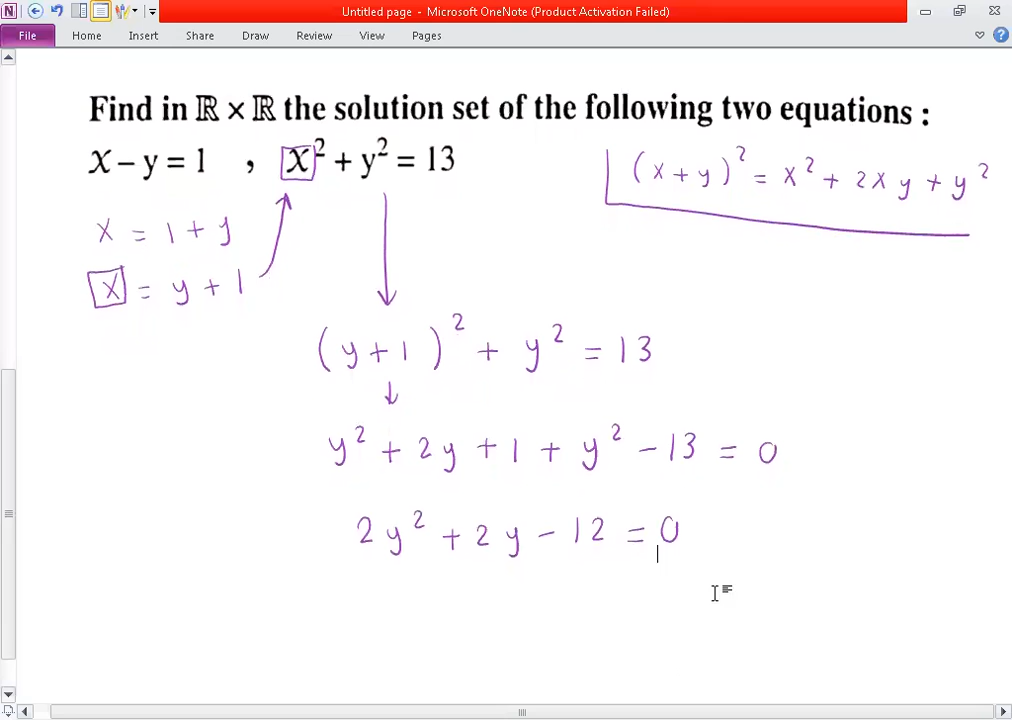 Untitled page - Microsoft OneNote (Product Activation Failed)
File Home Insert Share Draw Review View Pages
Find in ℝ × ℝ the solution set of the following two equations :
x – y = 1 , x² + y² = 13
(x + y)² = x² + 2xy + y²
x = 1 + y
x = y + 1
(y + 1)² + y² = 13
y² + 2y + 1 + y² - 13 = 0
2y² + 2y - 12 = 0